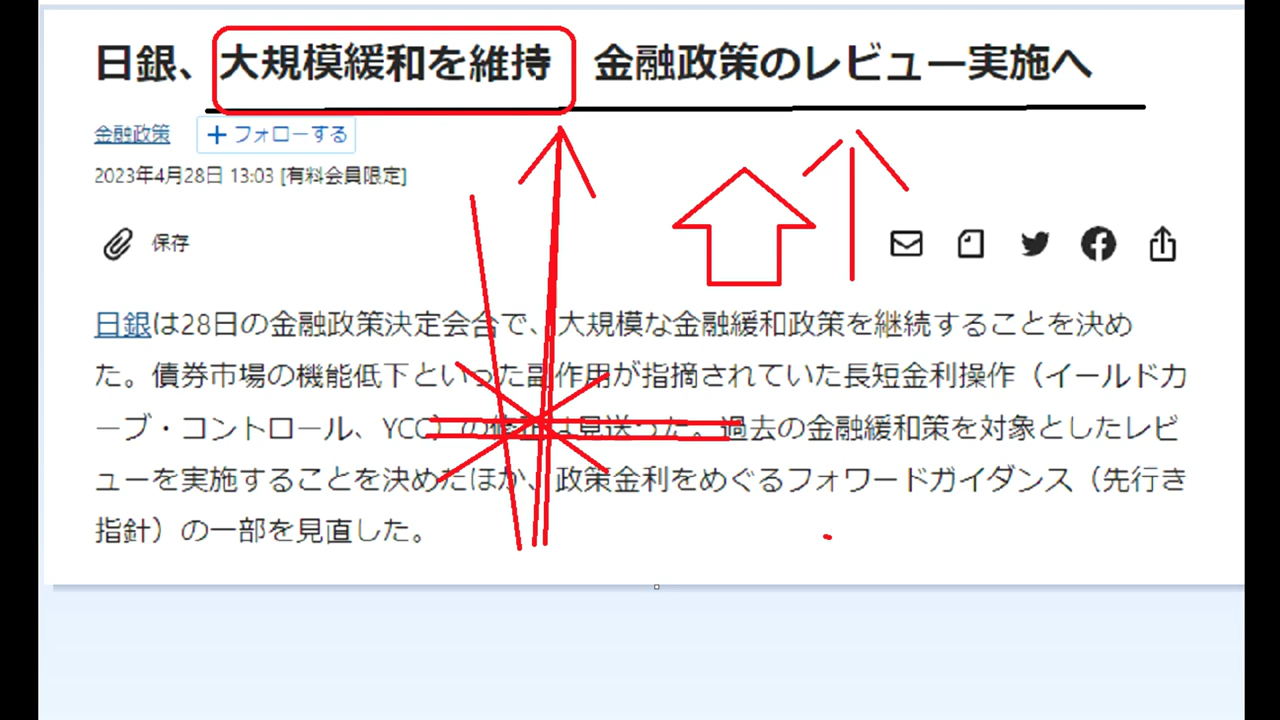 日銀、大規模緩和を維持　金融政策のレビュー実施へ
金融政策　＋フォローする
2023年4月28日 13:03 [有料会員限定]
保存
日銀は28日の金融政策決定会合で、大規模な金融緩和政策を継続することを決め
た。債券市場の機能低下といった副作用が指摘されていた長短金利操作（イールドカ
ーブ・コントロール、YCC）の修正は見送った。過去の金融緩和策を対象としたレビ
ューを実施することを決めたほか、政策金利をめぐるフォワードガイダンス（先行き
指針）の一部を見直した。